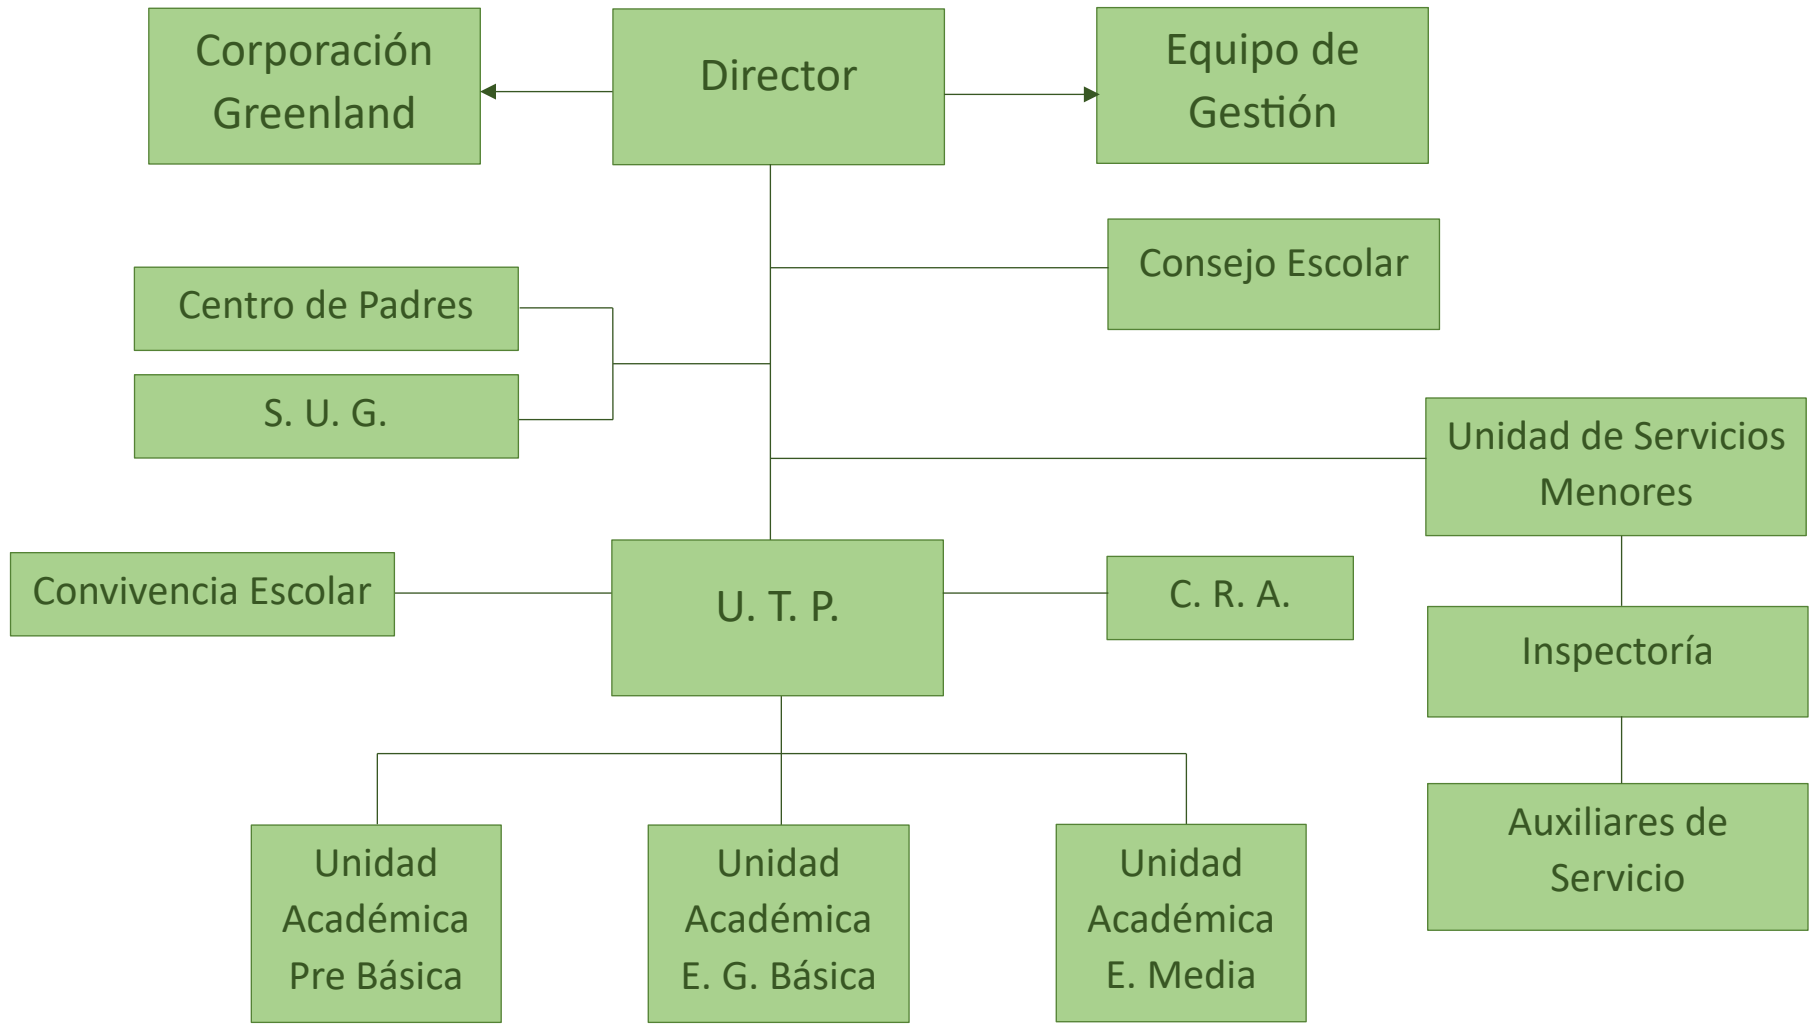 Corporación
Greenland
Director
Equipo de
Gestión
Consejo Escolar
Centro de Padres
S. U. G.
Unidad de Servicios
Menores
Convivencia Escolar
U. T. P.
C. R. A.
Inspectoría
Auxiliares de
Servicio
Unidad
Académica
Pre Básica
Unidad
Académica
E. G. Básica
Unidad
Académica
E. Media